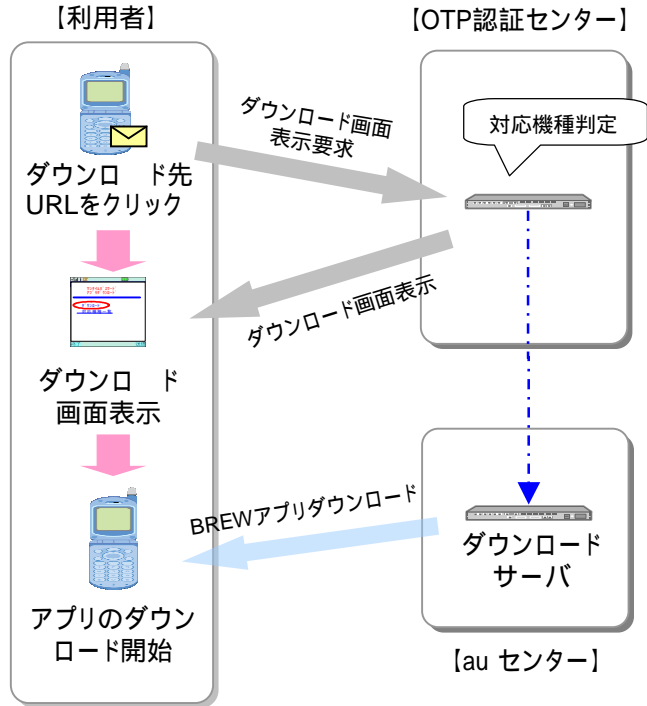 【利用者】
【OTP認証センター】
ダウンロード画面
表示要求
対応機種判定
ダウンロ ド先
URLをクリック
ダウンロード画面表示
ダウンロ ド
画面表示
BREWアプリダウンロード
ダウンロード
サーバ
アプリのダウン
ロード開始
【au センター】